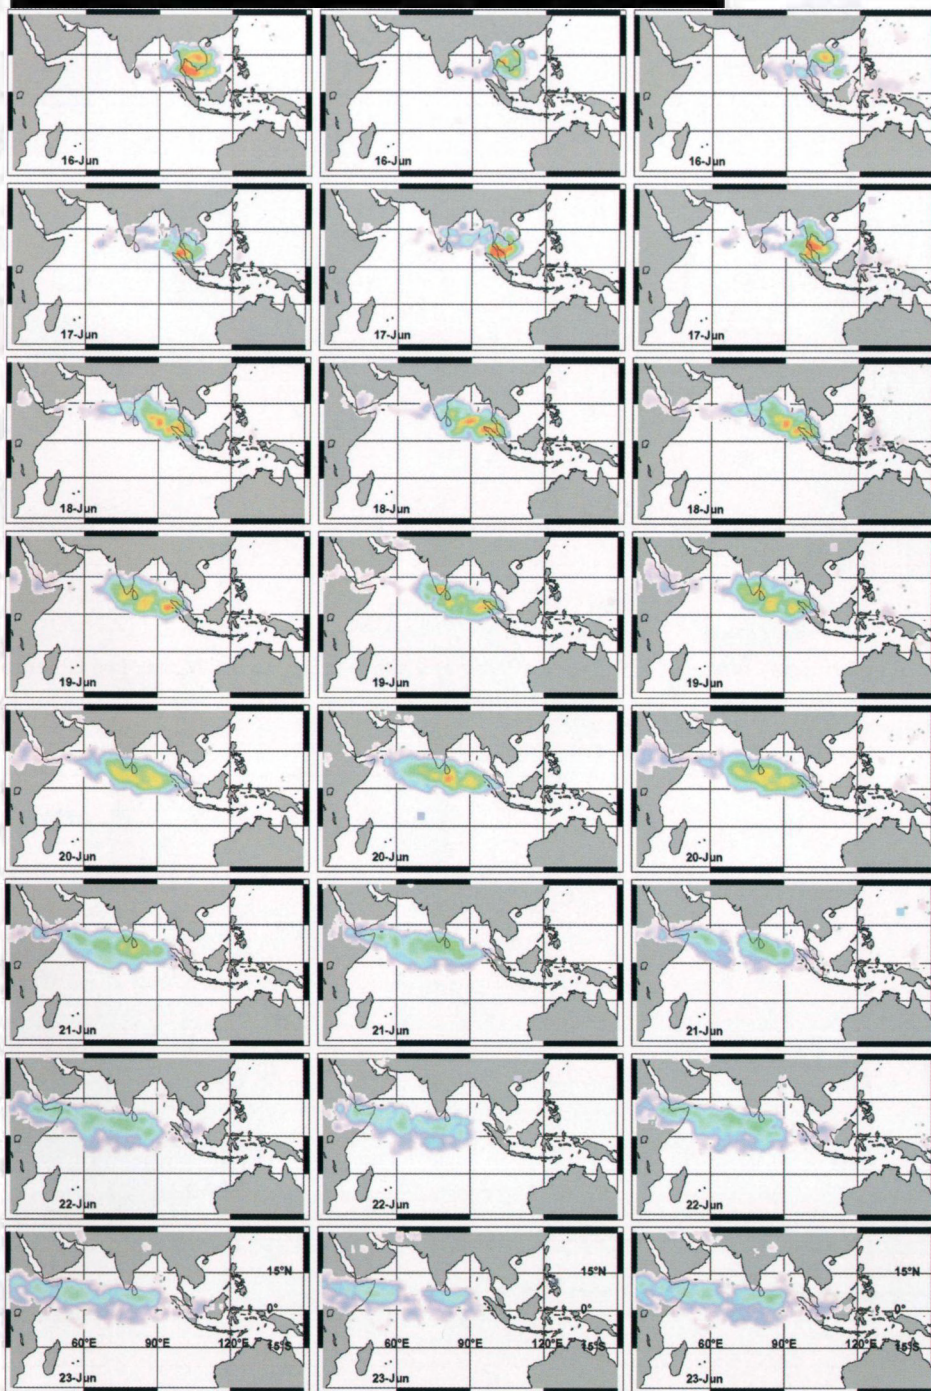 16-Jun 16-Jun 16-Jun
17-Jun 17-Jun 17-Jun
18-Jun 18-Jun 18-Jun
19-Jun 19-Jun 19-Jun
20-Jun 20-Jun 20-Jun
21-Jun 21-Jun 21-Jun
22-Jun 22-Jun 22-Jun
15°N 15°N 15°N
0° 0° 0°
60°E 90°E 120°E 15°S 60°E 90°E 120°E 15°S 60°E 90°E 120°E 15°S
23-Jun 23-Jun 23-Jun